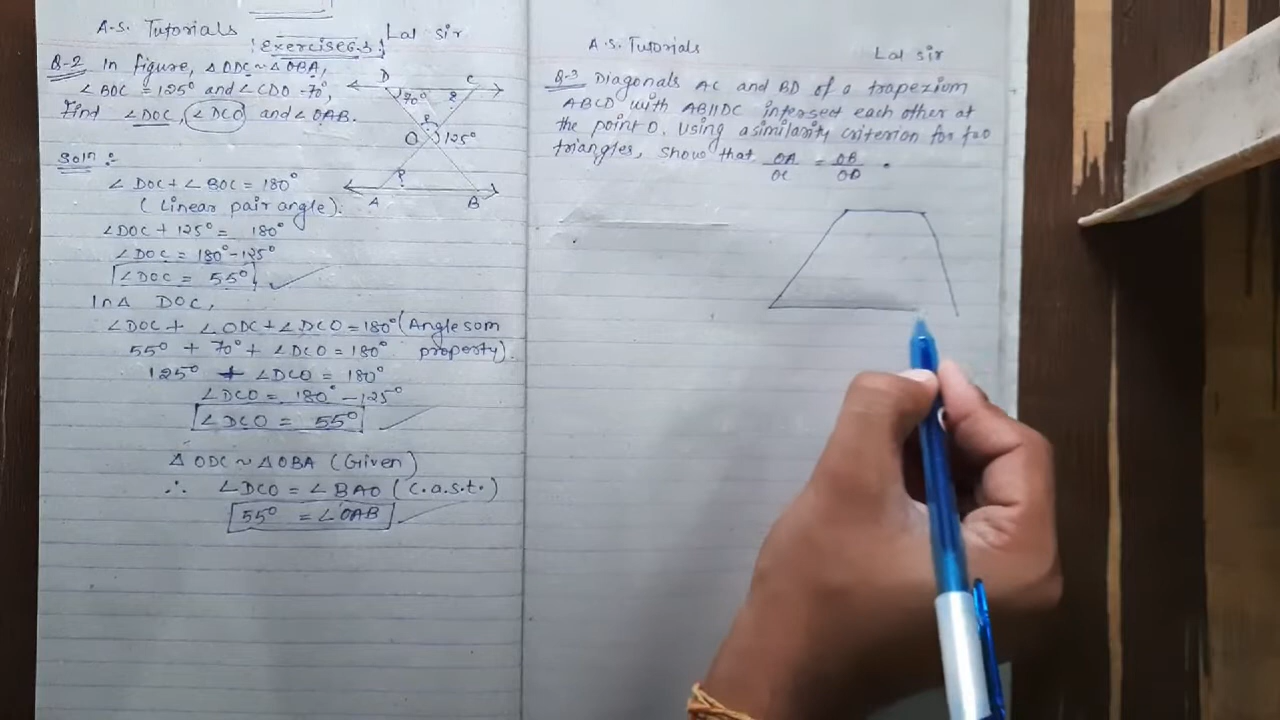 A.S. Tutorials Lal sir
Exercise 6.3
Q-2 In figure, △ODC ~ △OBA,
∠BOC = 125° and ∠CDO = 70°,
Find ∠DOC, ∠DCO and ∠OAB.
D C
70° ?
?
O 125°
?
A B
Soln :-
∠DOC + ∠BOC = 180°
(Linear pair angle).
∠DOC + 125° = 180°
∠DOC = 180° - 125°
∠DOC = 55°
In △ DOC,
∠DOC + ∠ODC + ∠DCO = 180° (Angle som
property)
55° + 70° + ∠DCO = 180°
125° + ∠DCO = 180°
∠DCO = 180° - 125°
∠DCO = 55°
△ODC ~ △OBA (Given)
∴ ∠DCO = ∠BAO (C.a.s.t.)
55° = ∠OAB
A.S. Tutorials Lal sir
Q-3 Diagonals AC and BD of a trapezium
ABCD with AB||DC intersect each other at
the point O. Using a similarity criterion for two
triangles, show that OA/OC = OB/OD .